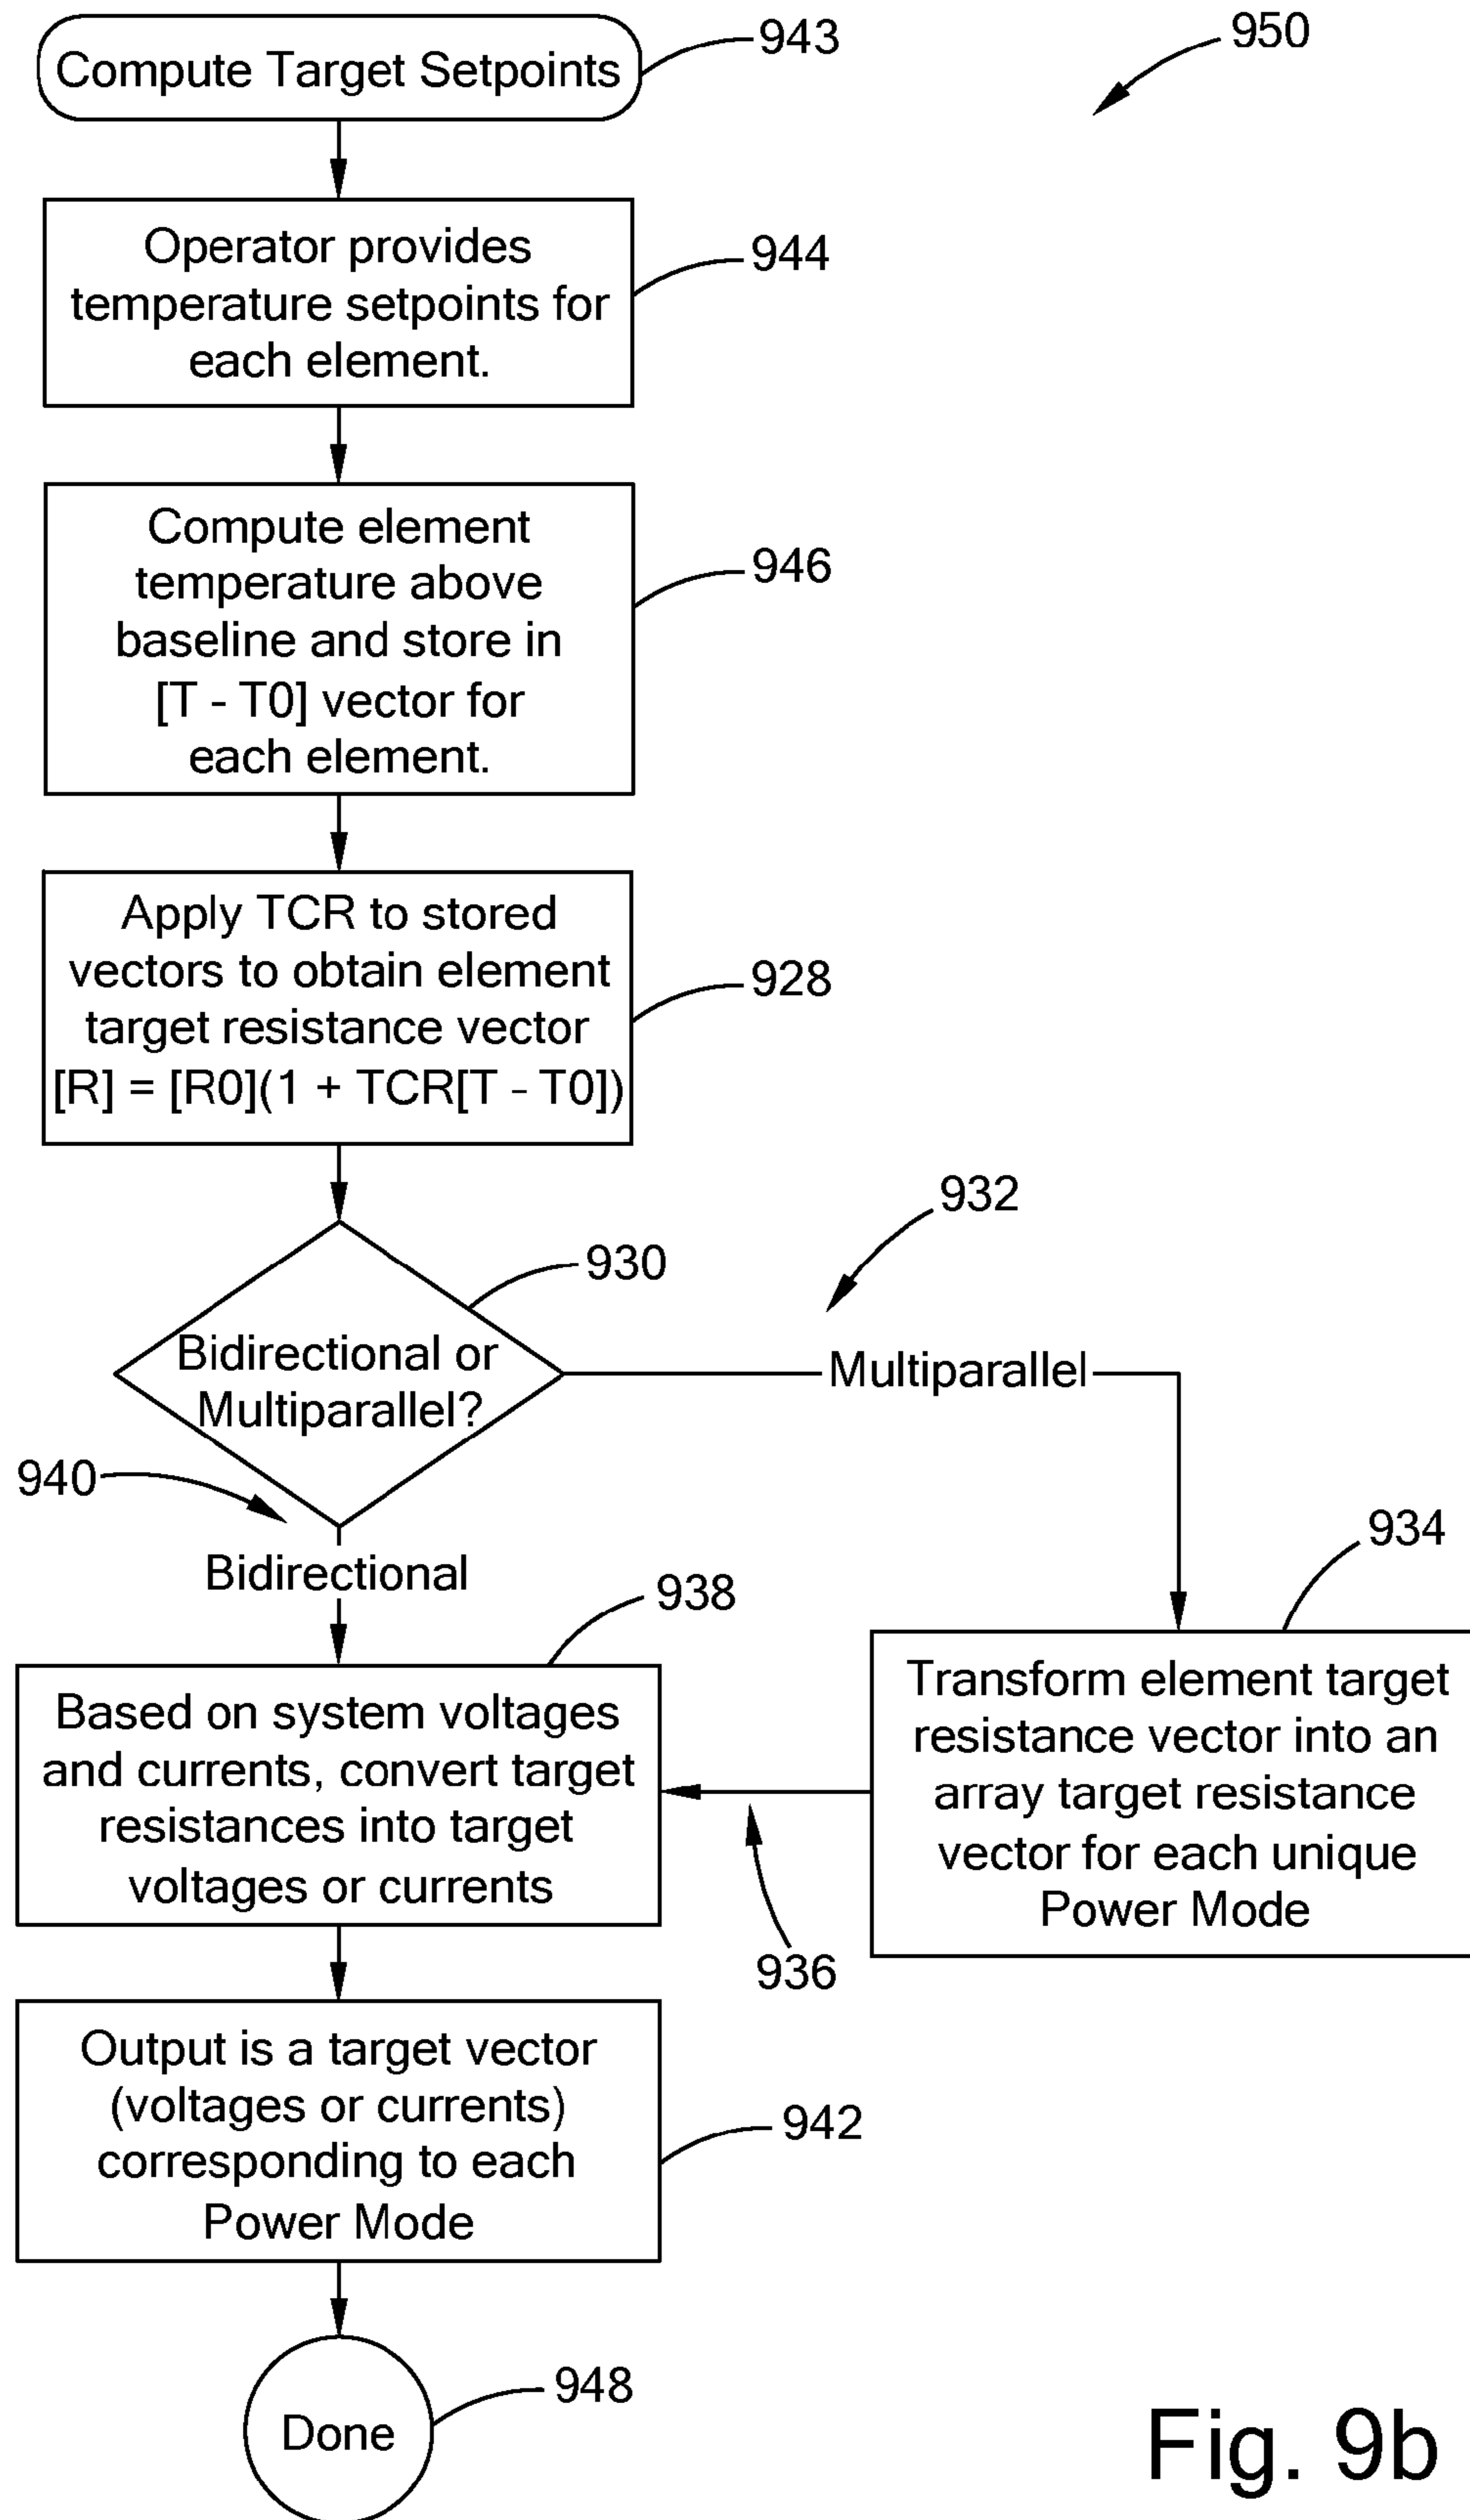 Compute Target Setpoints
943
950
Operator provides
temperature setpoints for
each element.
944
Compute element
temperature above
baseline and store in
[T - T0] vector for
each element.
946
Apply TCR to stored
vectors to obtain element
target resistance vector
[R] = [R0](1 + TCR[T - T0])
928
932
930
Bidirectional or
Multiparallel?
Multiparallel
940
Bidirectional
938
934
Based on system voltages
and currents, convert target
resistances into target
voltages or currents
Transform element target
resistance vector into an
array target resistance
vector for each unique
Power Mode
936
Output is a target vector
(voltages or currents)
corresponding to each
Power Mode
942
Done
948
Fig. 9b